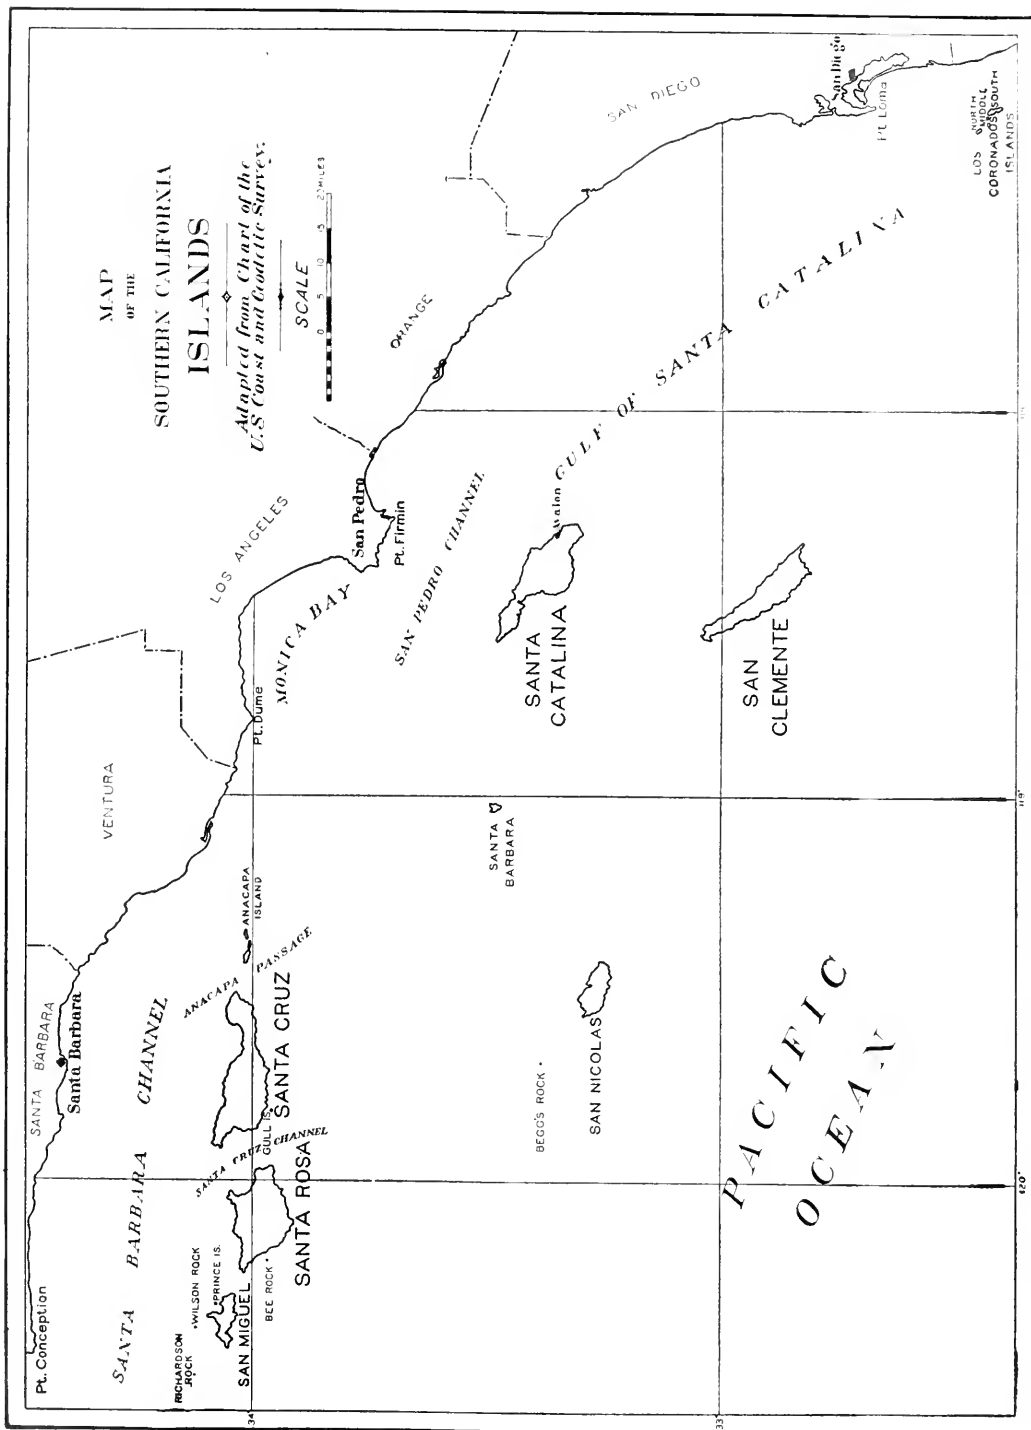 MAP
OF THE
SOUTHERN CALIFORNIA
ISLANDS
Adapted from Chart of the
U.S Coast and Geodetic Survey.
SCALE
0 5 10 15 20 MILES
Pt. Conception
SANTA BARBARA
Santa Barbara
VENTURA
LOS ANGELES
ORANGE
SAN DIEGO
San Diego
Pt. Loma
SANTA BARBARA CHANNEL
RICHARDSON
ROCK
WILSON ROCK
PRINCE IS.
SAN MIGUEL
BEE ROCK
SANTA ROSA
SANTA CRUZ CHANNEL
GULL IS.
SANTA CRUZ
ANACAPA PASSAGE
ANACAPA
ISLAND
Pt. Dume
MONICA BAY
San Pedro
Pt. Firmin
SAN PEDRO CHANNEL
GULF OF SANTA CATALINA
SANTA
CATALINA
SANTA
BARBARA
BEGG'S ROCK
SAN NICOLAS
SAN
CLEMENTE
LOS
CORONADOS
NORTH
MIDDLE
SOUTH
ISLANDS
PACIFIC
OCEAN
34
33
120°
119°